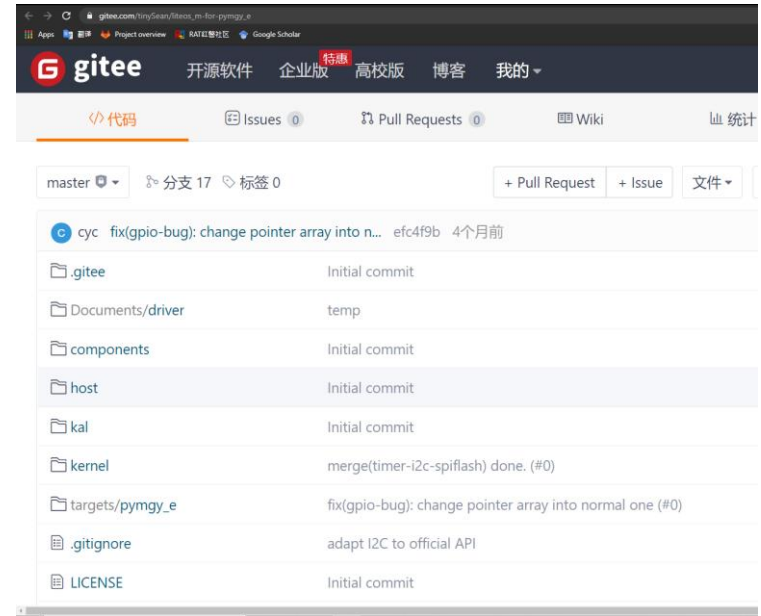 gitee.com/tinySean/liteos_m-for-pymgy_e
Apps 翻译 Project overview RAT红蟹社区 Google Scholar
G gitee 开源软件 企业版 特惠 高校版 博客 我的
</> 代码 Issues 0 Pull Requests 0 Wiki 统计
master 分支 17 标签 0 + Pull Request + Issue 文件
C cyc fix(gpio-bug): change pointer array into n... efc4f9b 4个月前
.gitee Initial commit
Documents/driver temp
components Initial commit
host Initial commit
kal Initial commit
kernel merge(timer-i2c-spiflash) done. (#0)
targets/pymgy_e fix(gpio-bug): change pointer array into normal one (#0)
.gitignore adapt I2C to official API
LICENSE Initial commit